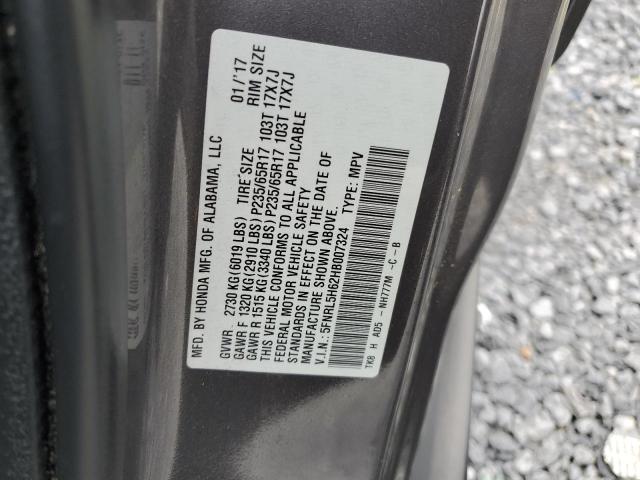 MFD. BY HONDA MFG. OF ALABAMA, LLC 01/'17
GVWR: 2730 KG(6019 LBS) TIRE SIZE RIM SIZE
GAWR F 1320 KG(2910 LBS) P235/65R17 103T 17X7J
GAWR R 1515 KG(3340 LBS) P235/65R17 103T 17X7J
THIS VEHICLE CONFORMS TO ALL APPLICABLE
FEDERAL MOTOR VEHICLE SAFETY
STANDARDS IN EFFECT ON THE DATE OF
MANUFACTURE SHOWN ABOVE.
V.I.N.: 5FNRL5H62HB007324 TYPE: MPV
TK8 H AD5 - NH777M -C -B